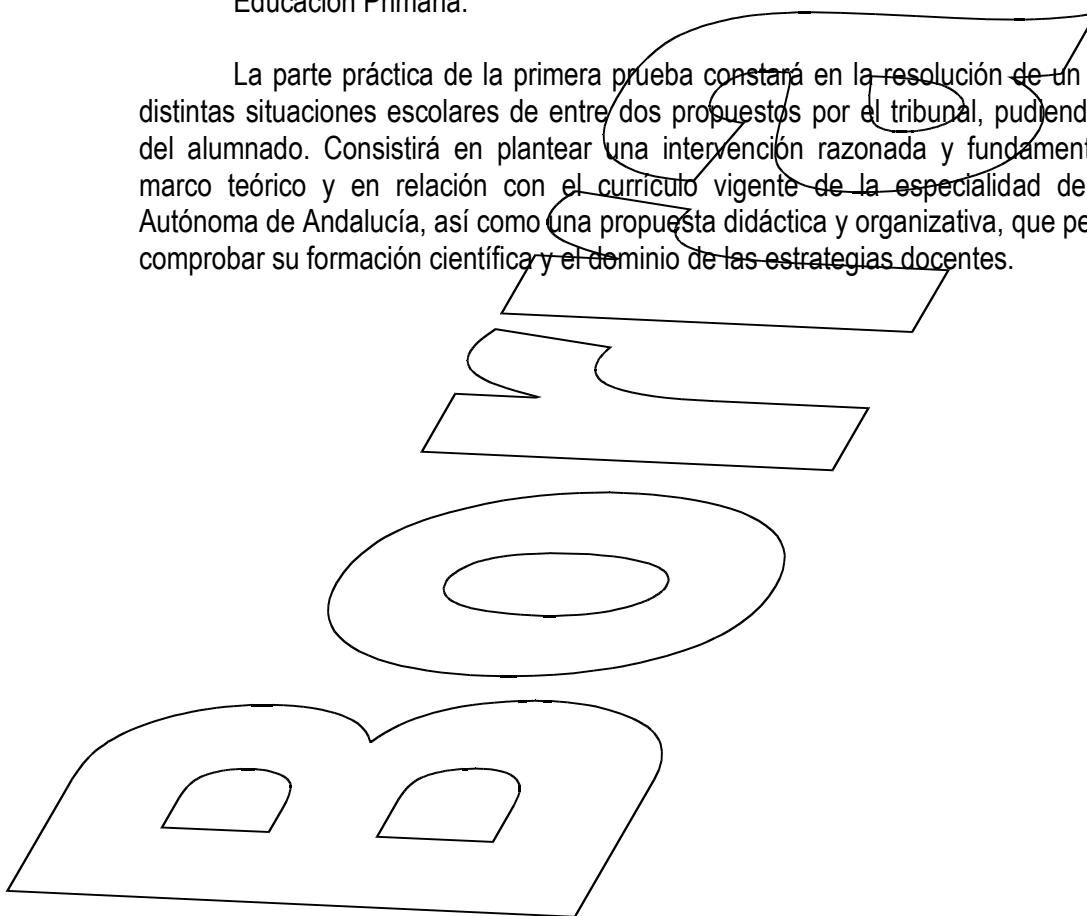 Educación Primaria.
La parte práctica de la primera prueba constará en la resolución de un
distintas situaciones escolares de entre dos propuestos por el tribunal, pudiend
del alumnado. Consistirá en plantear una intervención razonada y fundament
marco teórico y en relación con el currículo vigente de la especialidad de
Autónoma de Andalucía, así como una propuesta didáctica y organizativa, que pe
comprobar su formación científica y el dominio de las estrategias docentes.
Borra